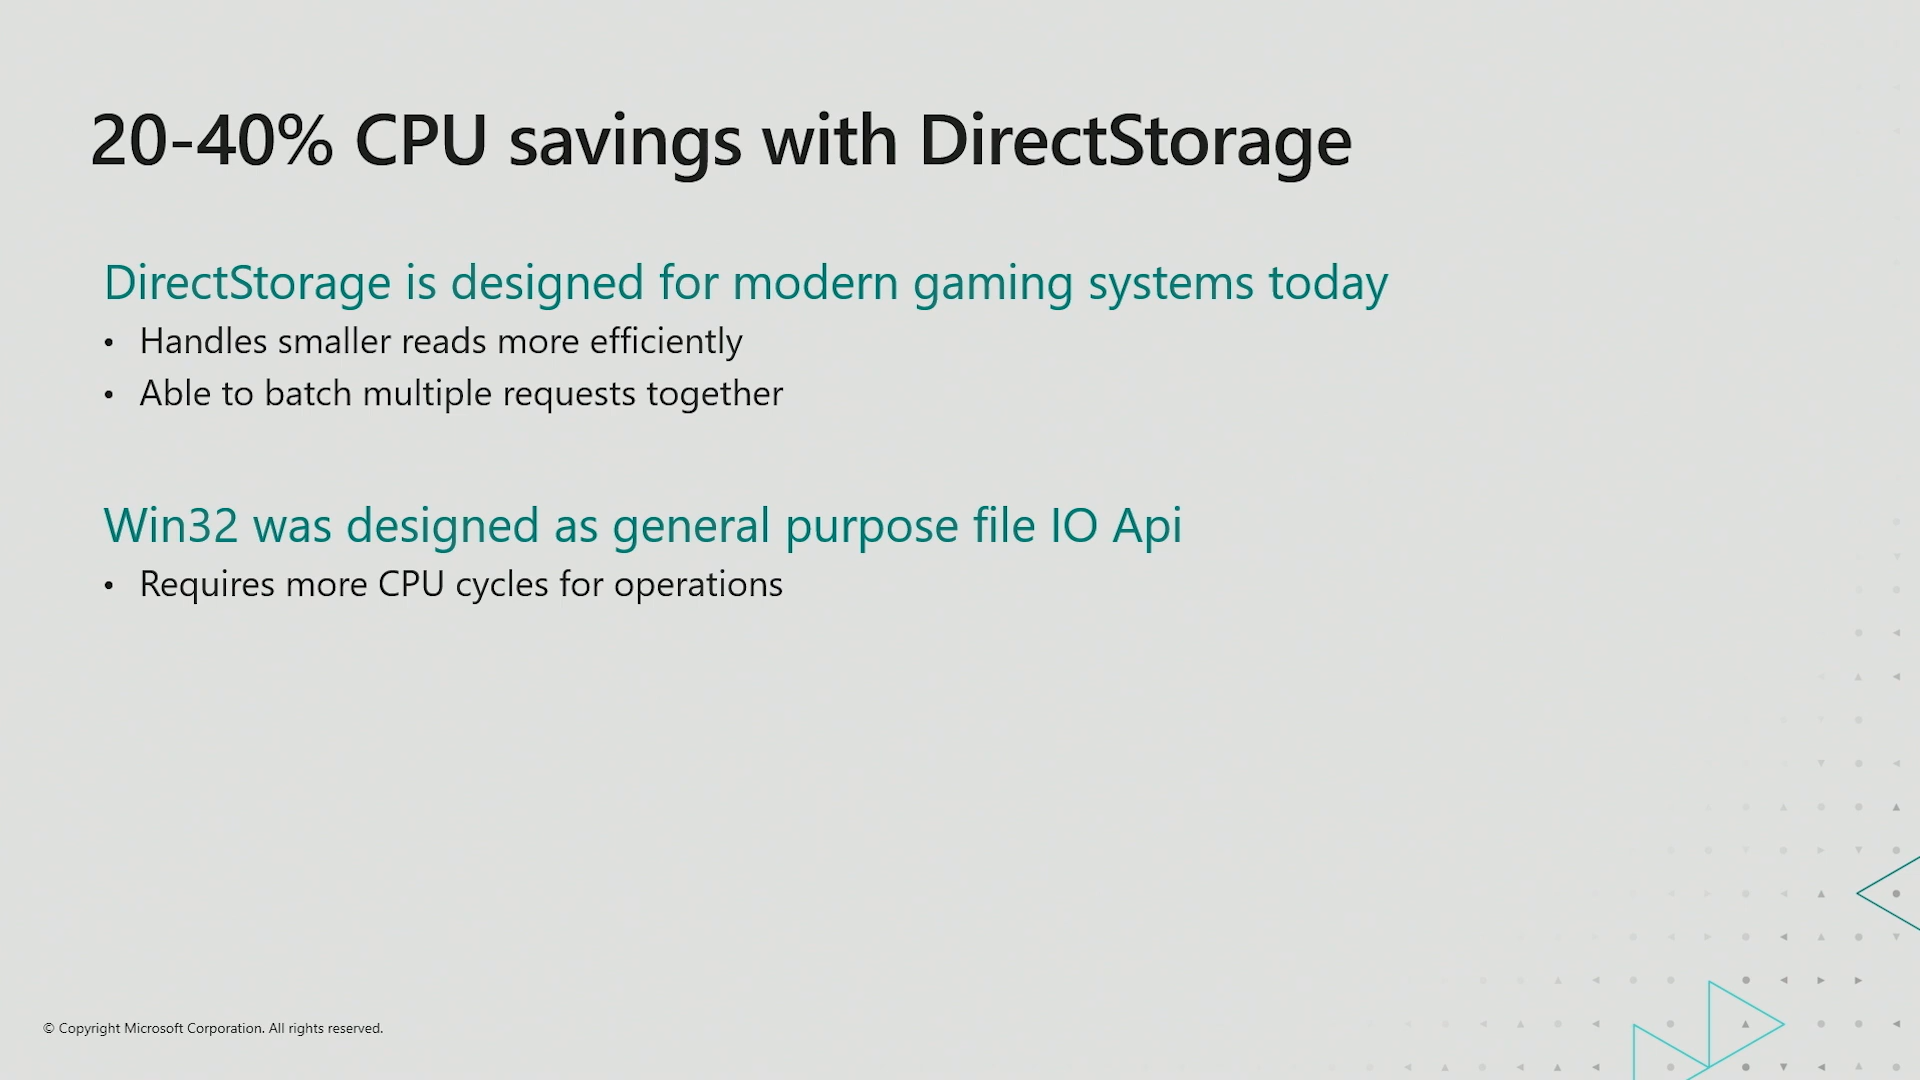 20-40% CPU savings with DirectStorage
DirectStorage is designed for modern gaming systems today
• Handles smaller reads more efficiently
• Able to batch multiple requests together
Win32 was designed as general purpose file IO Api
• Requires more CPU cycles for operations
© Copyright Microsoft Corporation. All rights reserved.